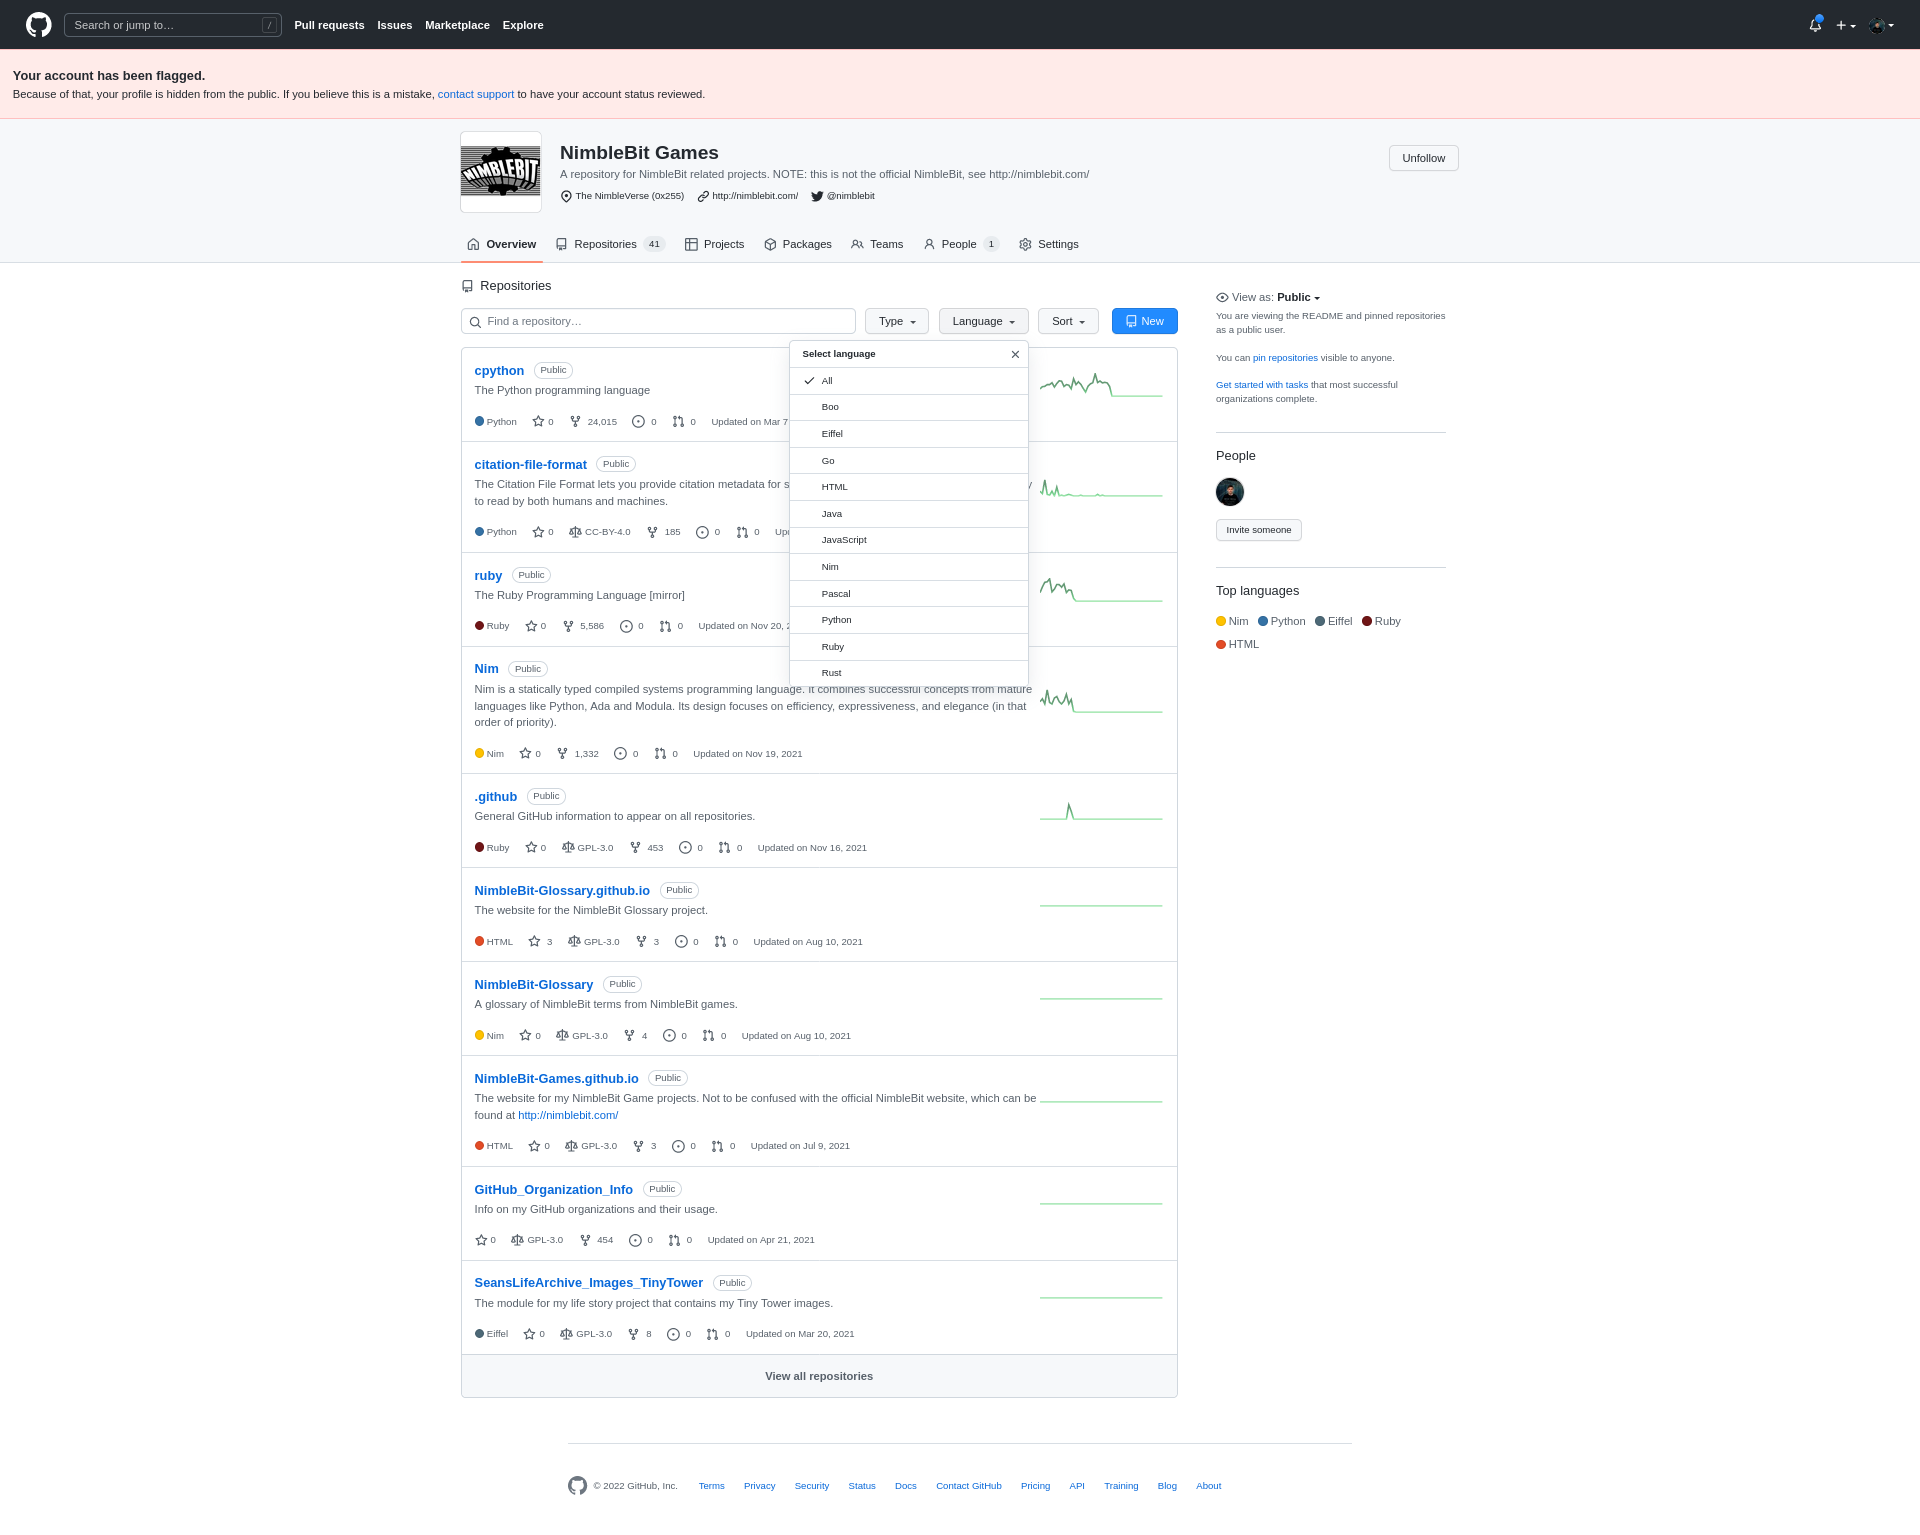 Search or jump to…
/
Pull requests
Issues
Marketplace
Explore
Your account has been flagged.
Because of that, your profile is hidden from the public. If you believe this is a mistake, contact support to have your account status reviewed.
NIMBLEBIT
NimbleBit Games
A repository for NimbleBit related projects. NOTE: this is not the official NimbleBit, see http://nimblebit.com/
The NimbleVerse (0x255)
http://nimblebit.com/
@nimblebit
Unfollow
Overview
Repositories 41
Projects
Packages
Teams
People 1
Settings
Repositories
Find a repository…
Type
Language
Sort
New
Select language
All
Boo
Eiffel
Go
HTML
Java
JavaScript
Nim
Pascal
Python
Ruby
Rust
cpython Public
The Python programming language
Python 0 24,015 0 0 Updated on Mar 7
citation-file-format Public
The Citation File Format lets you provide citation metadata for s
to read by both humans and machines.
Python 0 CC-BY-4.0 185 0 0
ruby Public
The Ruby Programming Language [mirror]
Ruby 0 5,586 0 0 Updated on Nov 20,
Nim Public
Nim is a statically typed compiled systems programming language. It combines successful concepts from mature
languages like Python, Ada and Modula. Its design focuses on efficiency, expressiveness, and elegance (in that
order of priority).
Nim 0 1,332 0 0 Updated on Nov 19, 2021
.github Public
General GitHub information to appear on all repositories.
Ruby 0 GPL-3.0 453 0 0 Updated on Nov 16, 2021
NimbleBit-Glossary.github.io Public
The website for the NimbleBit Glossary project.
HTML 3 GPL-3.0 3 0 0 Updated on Aug 10, 2021
NimbleBit-Glossary Public
A glossary of NimbleBit terms from NimbleBit games.
Nim 0 GPL-3.0 4 0 0 Updated on Aug 10, 2021
NimbleBit-Games.github.io Public
The website for my NimbleBit Game projects. Not to be confused with the official NimbleBit website, which can be
found at http://nimblebit.com/
HTML 0 GPL-3.0 3 0 0 Updated on Jul 9, 2021
GitHub_Organization_Info Public
Info on my GitHub organizations and their usage.
0 GPL-3.0 454 0 0 Updated on Apr 21, 2021
SeansLifeArchive_Images_TinyTower Public
The module for my life story project that contains my Tiny Tower images.
Eiffel 0 GPL-3.0 8 0 0 Updated on Mar 20, 2021
View all repositories
View as: Public
You are viewing the README and pinned repositories
as a public user.
You can pin repositories visible to anyone.
Get started with tasks that most successful
organizations complete.
People
Invite someone
Top languages
Nim Python Eiffel Ruby
HTML
© 2022 GitHub, Inc.
Terms
Privacy
Security
Status
Docs
Contact GitHub
Pricing
API
Training
Blog
About